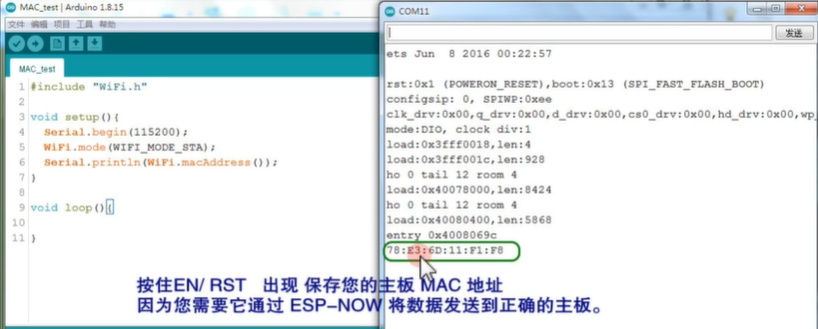 MAC_test | Arduino 1.8.15
文件 编辑 项目 工具 帮助
MAC_test
1 #include "WiFi.h"
2
3 void setup(){
4 Serial.begin(115200);
5 WiFi.mode(WIFI_MODE_STA);
6 Serial.println(WiFi.macAddress());
7 }
8
9 void loop(){
10
11 }
COM11
发送
ets Jun 8 2016 00:22:57
rst:0x1 (POWERON_RESET),boot:0x13 (SPI_FAST_FLASH_BOOT)
configsip: 0, SPIWP:0xee
clk_drv:0x00,q_drv:0x00,d_drv:0x00,cs0_drv:0x00,hd_drv:0x00,wp_
mode:DIO, clock div:1
load:0x3fff0018,len:4
load:0x3fff001c,len:928
ho 0 tail 12 room 4
load:0x40078000,len:8424
ho 0 tail 12 room 4
load:0x40080400,len:5868
entry 0x4008069c
78:E3:6D:11:F1:F8
按住EN/ RST 出现 保存您的主板 MAC 地址
因为您需要它通过 ESP-NOW 将数据发送到正确的主板。